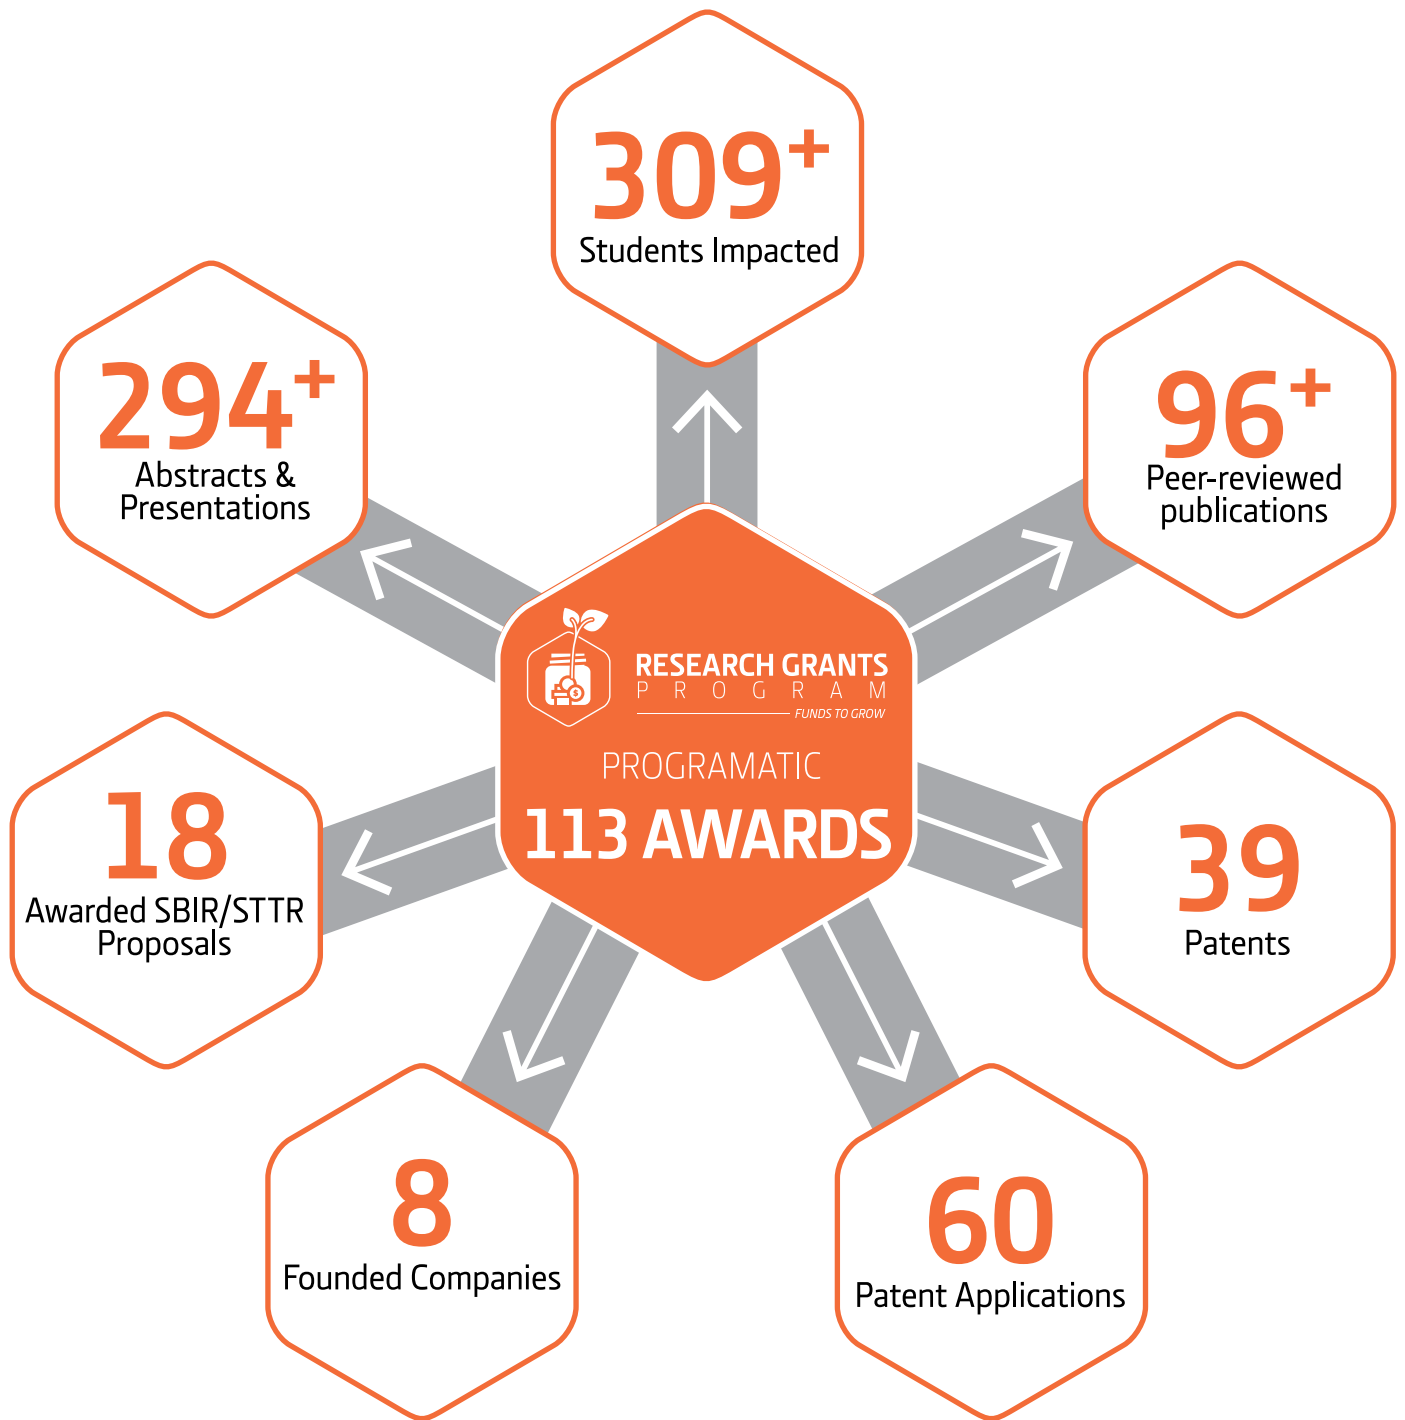 309+
Students Impacted
294+
Abstracts &
Presentations
96+
Peer-reviewed
publications
RESEARCH GRANTS
PROGRAM
FUNDS TO GROW
PROGRAMATIC
113 AWARDS
$
18
Awarded SBIR/STTR
Proposals
39
Patents
8
Founded Companies
60
Patent Applications